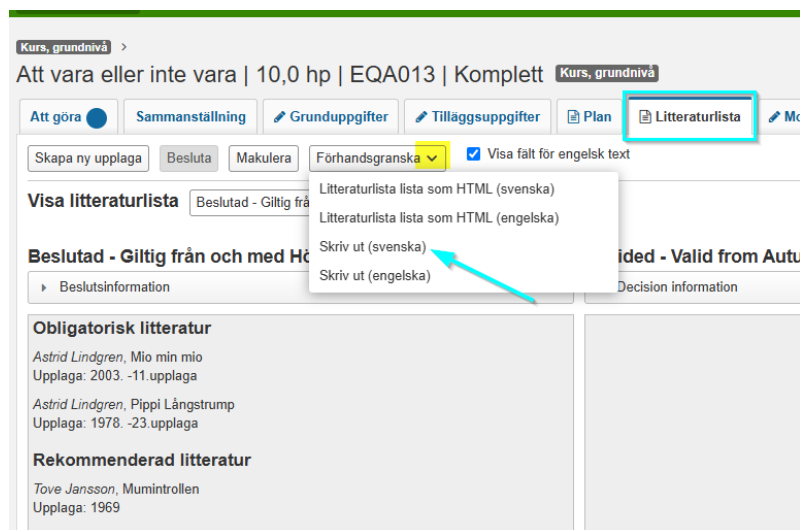 Kurs, grundnivå >
Att vara eller inte vara | 10,0 hp | EQA013 | Komplett Kurs, grundnivå
Att göra Sammanställning Grunduppgifter Tilläggsuppgifter Plan Litteraturlista Mo
Skapa ny upplaga Besluta Makulera Förhandsgranska Visa fält för engelsk text
Litteraturlista lista som HTML (svenska)
Litteraturlista lista som HTML (engelska)
Skriv ut (svenska)
Skriv ut (engelska)
Visa litteraturlista Beslutad - Giltig frå
Beslutad - Giltig från och med Hö
ided - Valid from Autu
Beslutsinformation
Decision information
Obligatorisk litteratur
Astrid Lindgren, Mio min mio
Upplaga: 2003. -11.upplaga
Astrid Lindgren, Pippi Långstrump
Upplaga: 1978. -23.upplaga
Rekommenderad litteratur
Tove Jansson, Mumintrollen
Upplaga: 1969